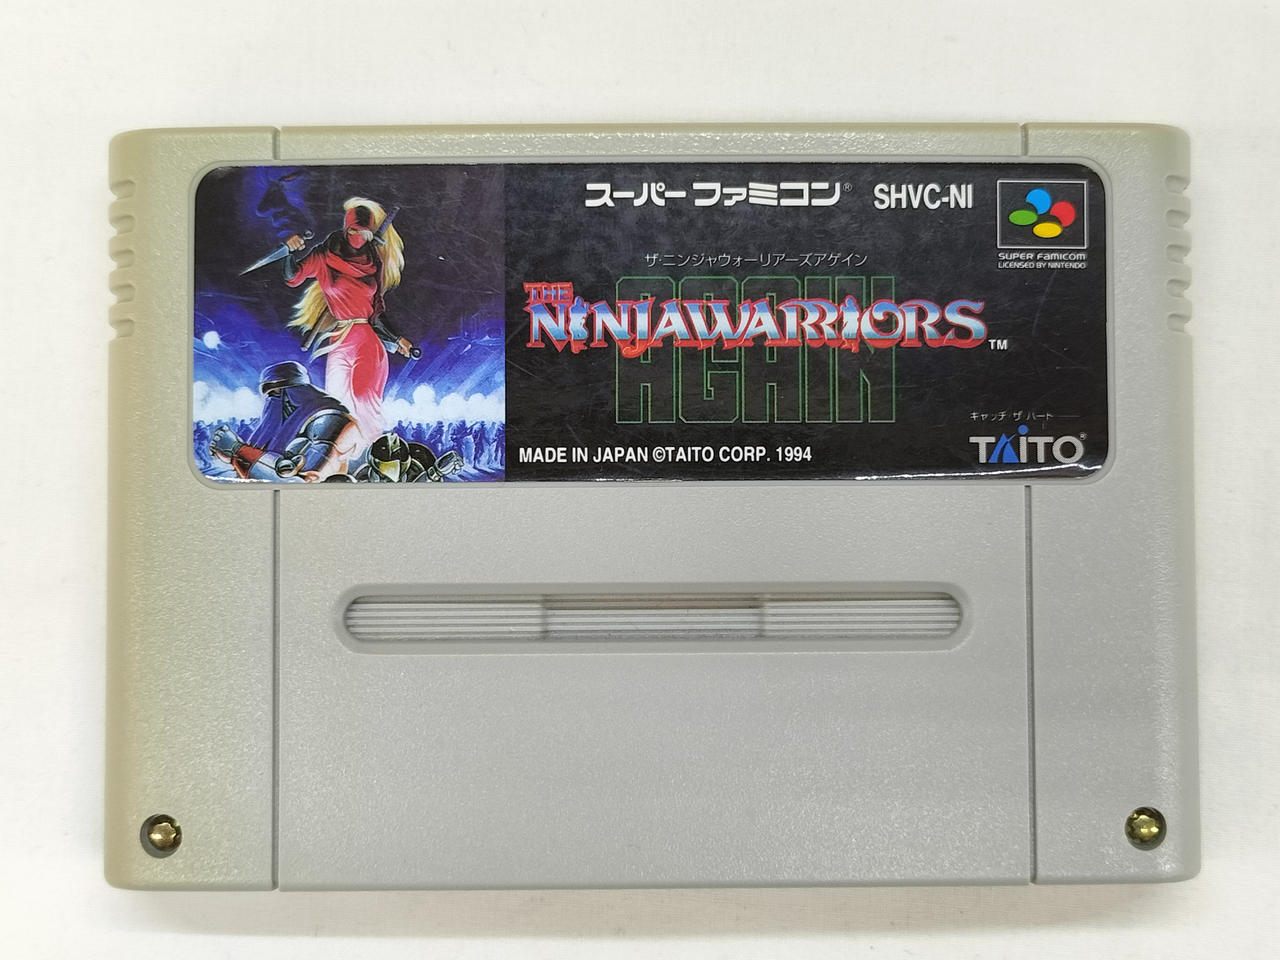 スーパーファミコン® SHVC-NI
SUPER FAMICOM
LICENSED BY NINTENDO
ザ・ニンジャウォーリアーズアゲイン
THE
NINJAWARRIORS™
AGAIN
キャッチ・ザ・ハート
TAITO®
MADE IN JAPAN ©TAITO CORP. 1994